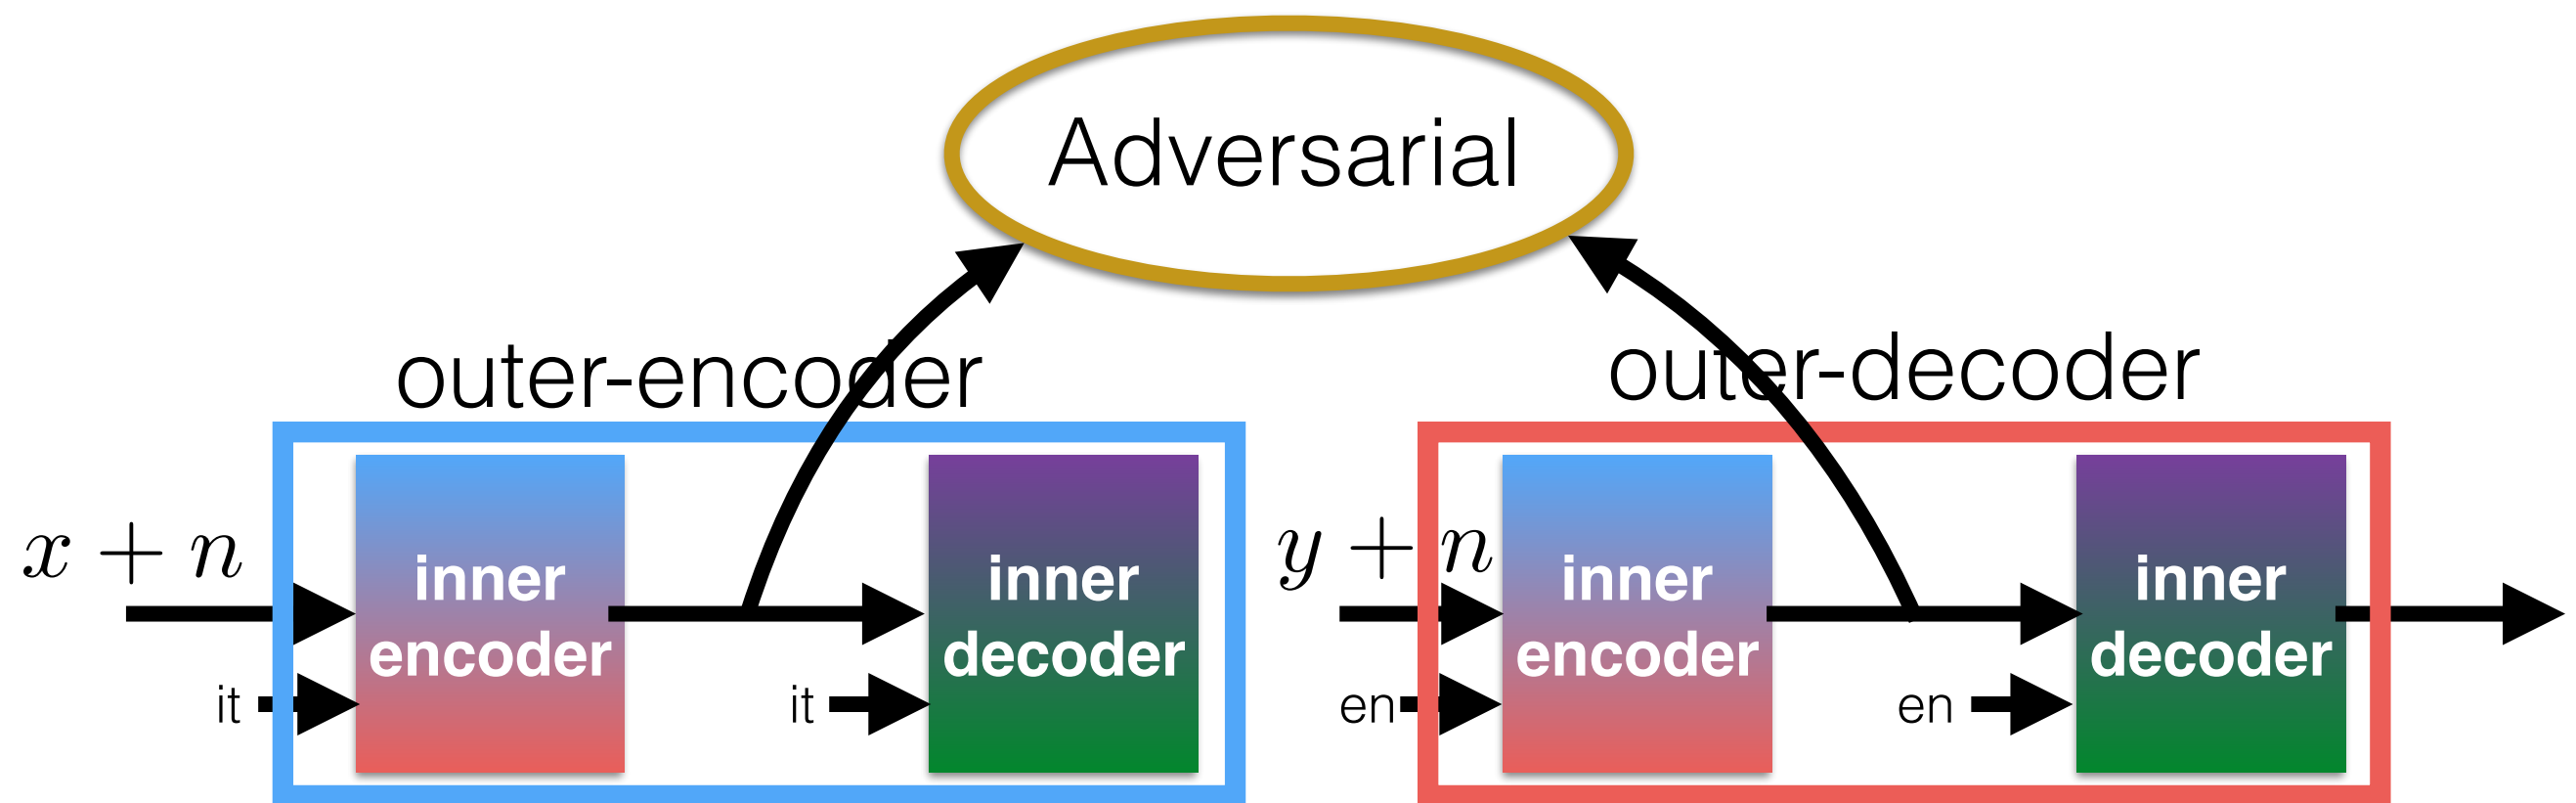 Adversarial
outer-encoder
outer-decoder
x + n
inner
encoder
it
inner
decoder
it
y + n
inner
encoder
en
inner
decoder
en